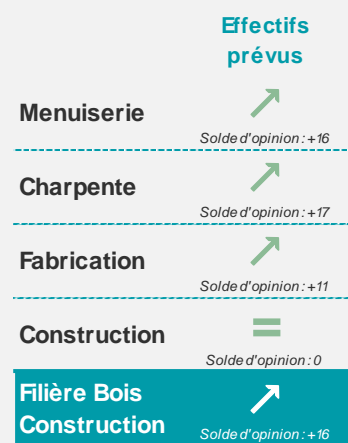 Effectifs
prévus
Menuiserie
Solde d'opinion : +16
Charpente
Solde d'opinion : +17
Fabrication
Solde d'opinion : +11
Construction
=
Solde d'opinion : 0
Filière Bois
Construction
Solde d'opinion : +16